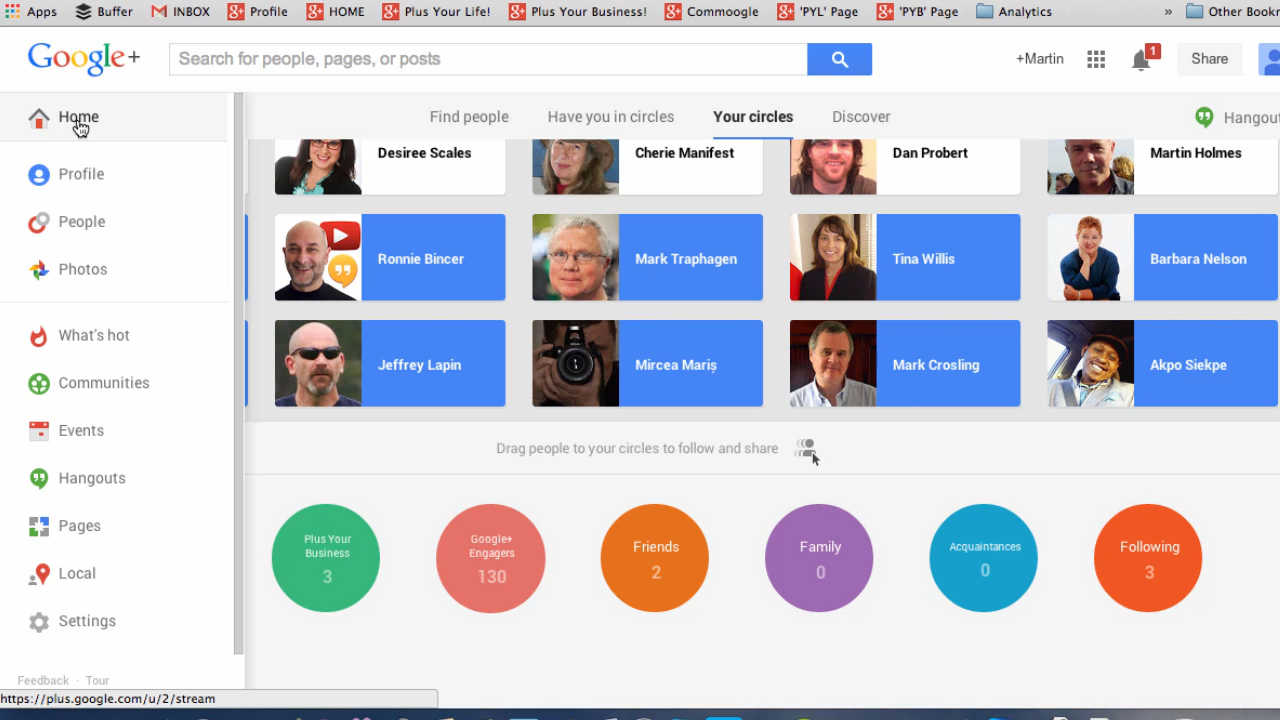 Apps Buffer INBOX Profile HOME Plus Your Life! Plus Your Business! Commoogle 'PYL' Page 'PYB' Page Analytics » Other Bookm
Google+
Search for people, pages, or posts
+Martin
1
Share
Home
Profile
People
Photos
What's hot
Communities
Events
Hangouts
Pages
Local
Settings
Feedback · Tour
https://plus.google.com/u/2/stream
Find people Have you in circles Your circles Discover Hangout
Desiree Scales Cherie Manifest Dan Probert Martin Holmes
Ronnie Bincer Mark Traphagen Tina Willis Barbara Nelson
Jeffrey Lapin Mircea Mariș Mark Crosling Akpo Siekpe
Drag people to your circles to follow and share
Plus Your
Business
3
Google+
Engagers
130
Friends
2
Family
0
Acquaintances
0
Following
3